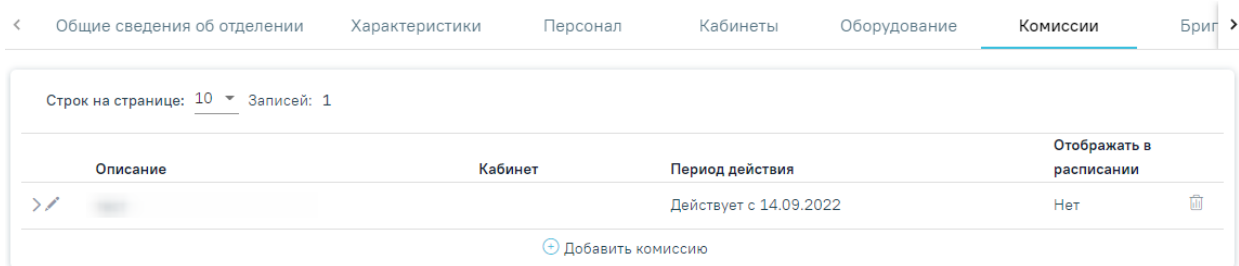 Общие сведения об отделении Характеристики Персонал Кабинеты Оборудование Комиссии Бриг
Строк на странице: 10 Записей: 1
Описание Кабинет Период действия Отображать в расписании
Действует с 14.09.2022 Нет
Добавить комиссию